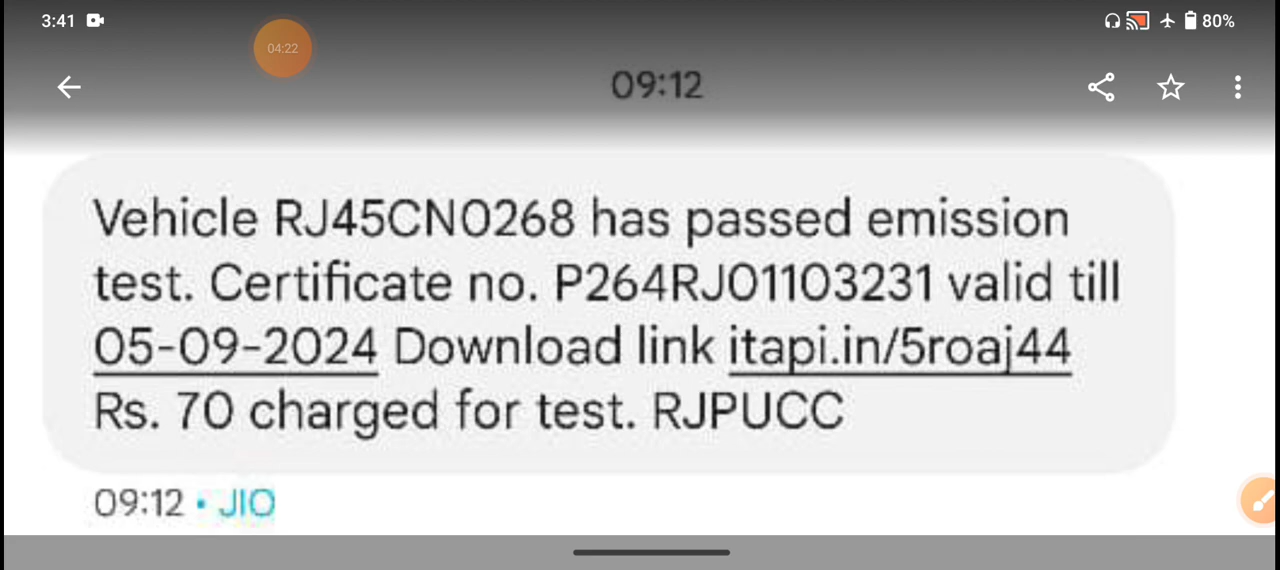 3:41
80%
04:22
09:12
Vehicle RJ45CN0268 has passed emission
test. Certificate no. P264RJ01103231 valid till
05-09-2024 Download link itapi.in/5roaj44
Rs. 70 charged for test. RJPUCC
09:12 • JIO